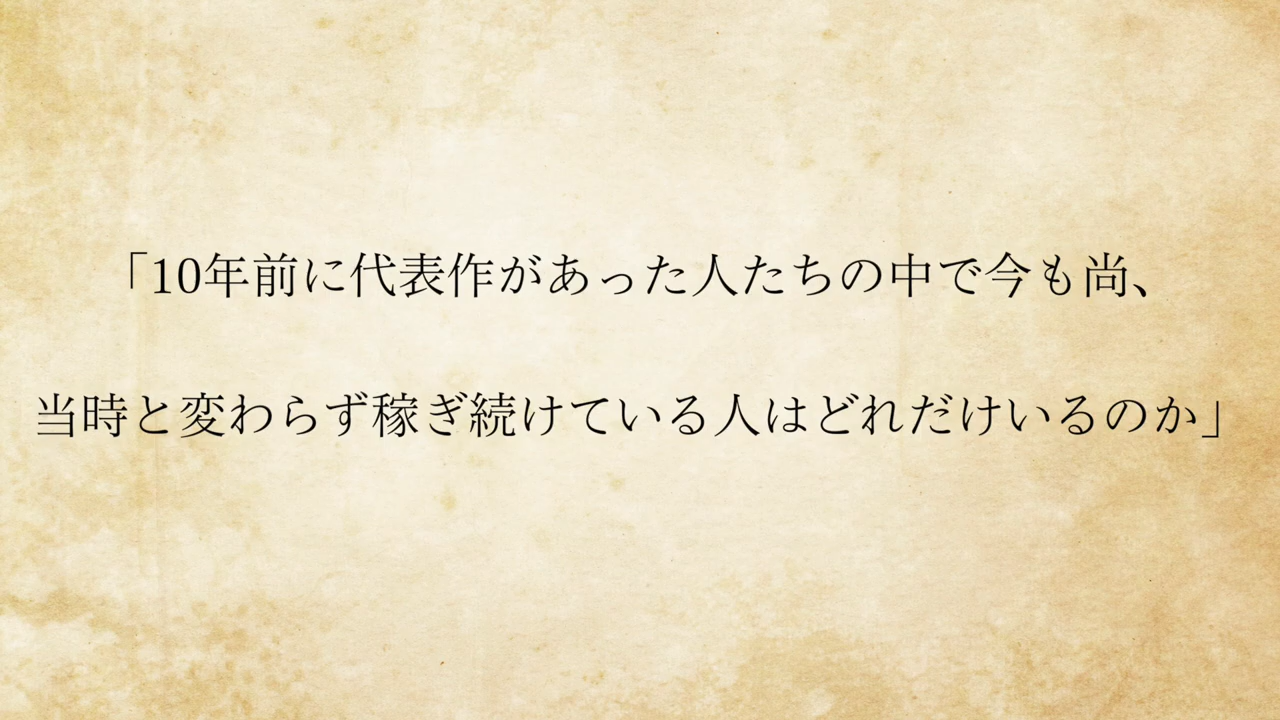 「10年前に代表作があった人たちの中で今も尚、
当時と変わらず稼ぎ続けている人はどれだけいるのか」